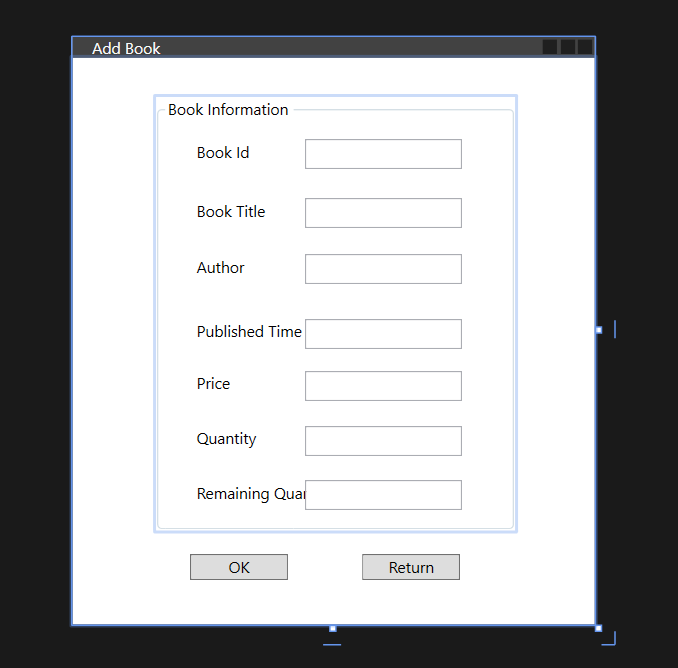 Add Book
Book Information
Book Id
Book Title
Author
Published Time
Price
Quantity
Remaining Quar
OK
Return